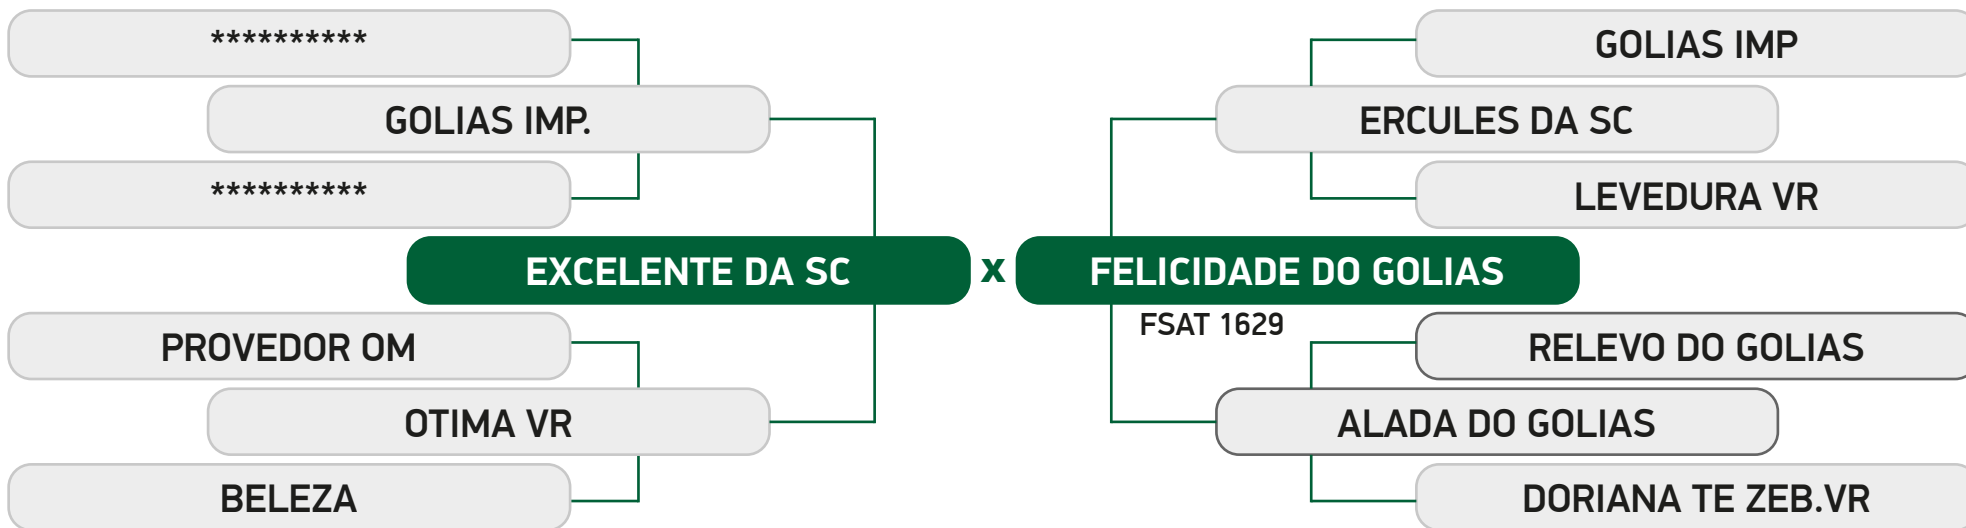 **********
GOLIAS IMP
GOLIAS IMP.
ERCULES DA SC
**********
LEVEDURA VR
EXCELENTE DA SC x FELICIDADE DO GOLIAS
FSAT 1629
PROVEDOR OM
RELEVO DO GOLIAS
OTIMA VR
ALADA DO GOLIAS
BELEZA
DORIANA TE ZEB.VR